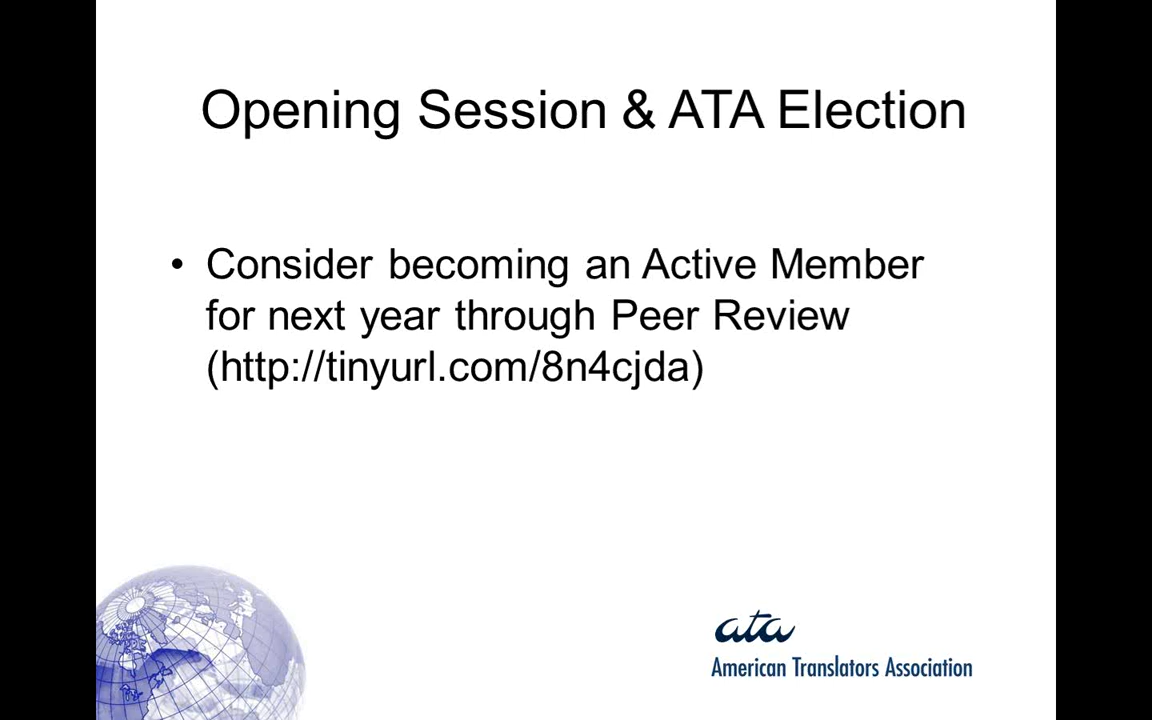 Opening Session & ATA Election
• Consider becoming an Active Member
for next year through Peer Review
(http://tinyurl.com/8n4cjda)
ata
American Translators Association